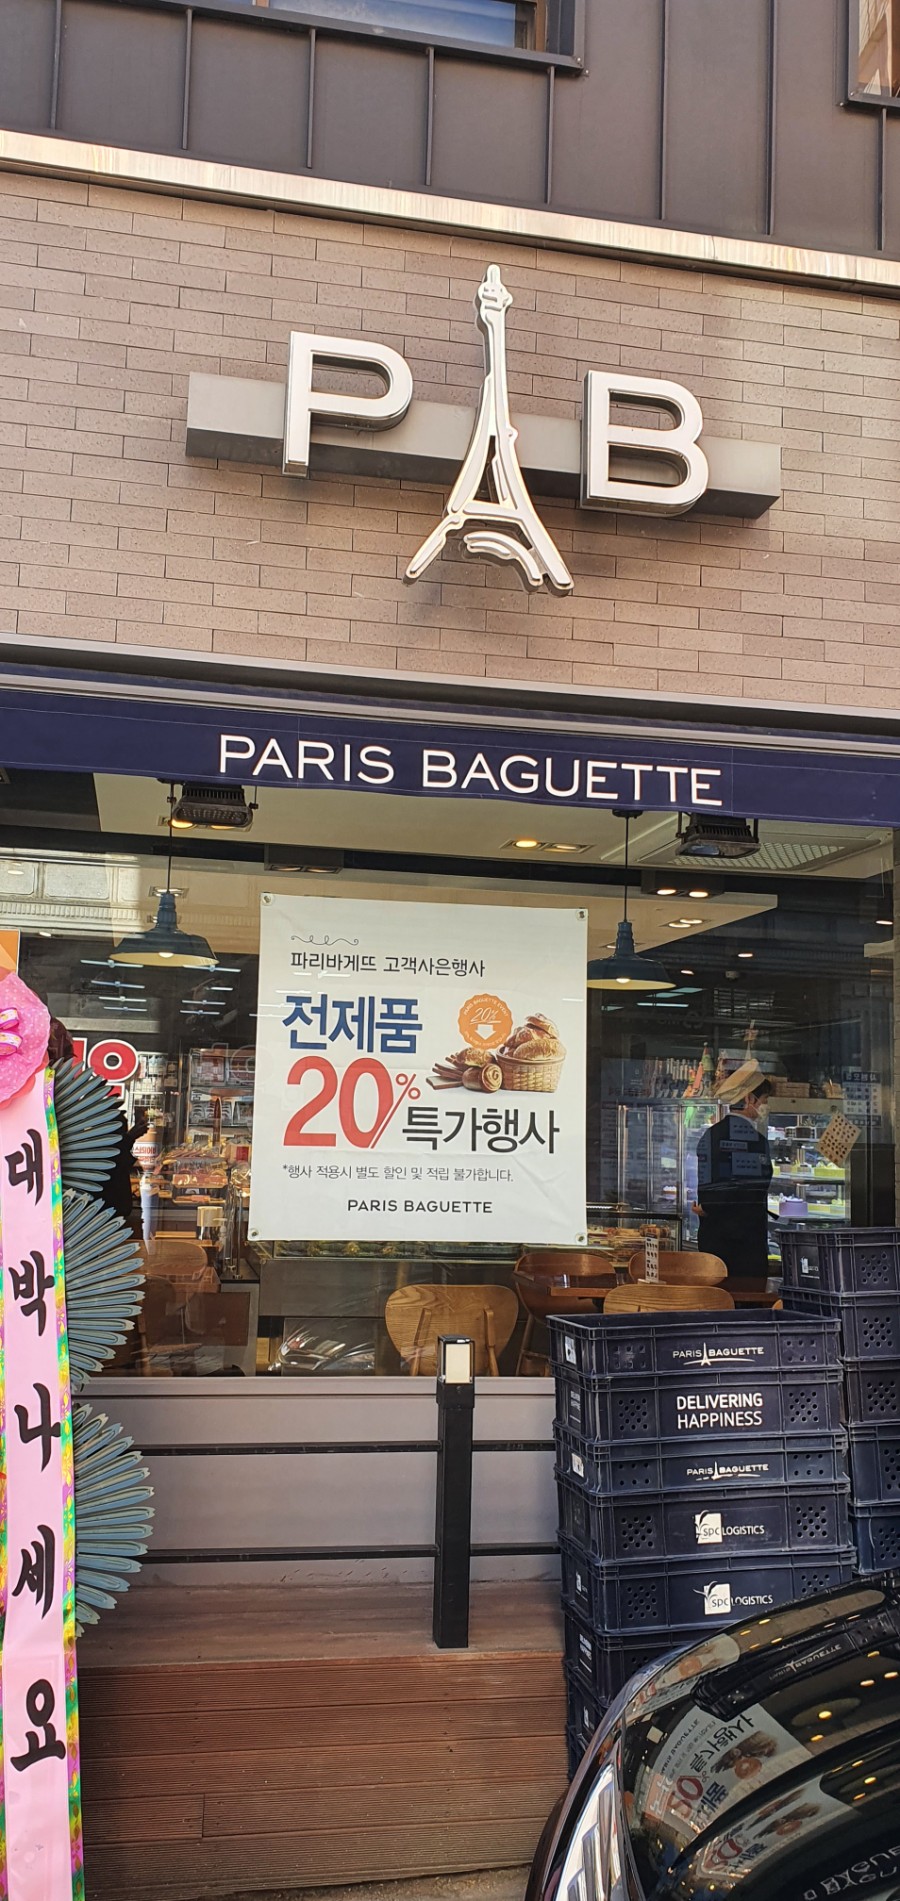 P B
PARIS BAGUETTE
파리바게뜨 고객사은행사
전제품
20%
20% 특가행사
*행사 적용시 별도 할인 및 적립 불가합니다.
PARIS BAGUETTE
대박나세요
PARIS BAGUETTE
DELIVERING
HAPPINESS
PARIS BAGUETTE
spc LOGISTICS
spc LOGISTICS